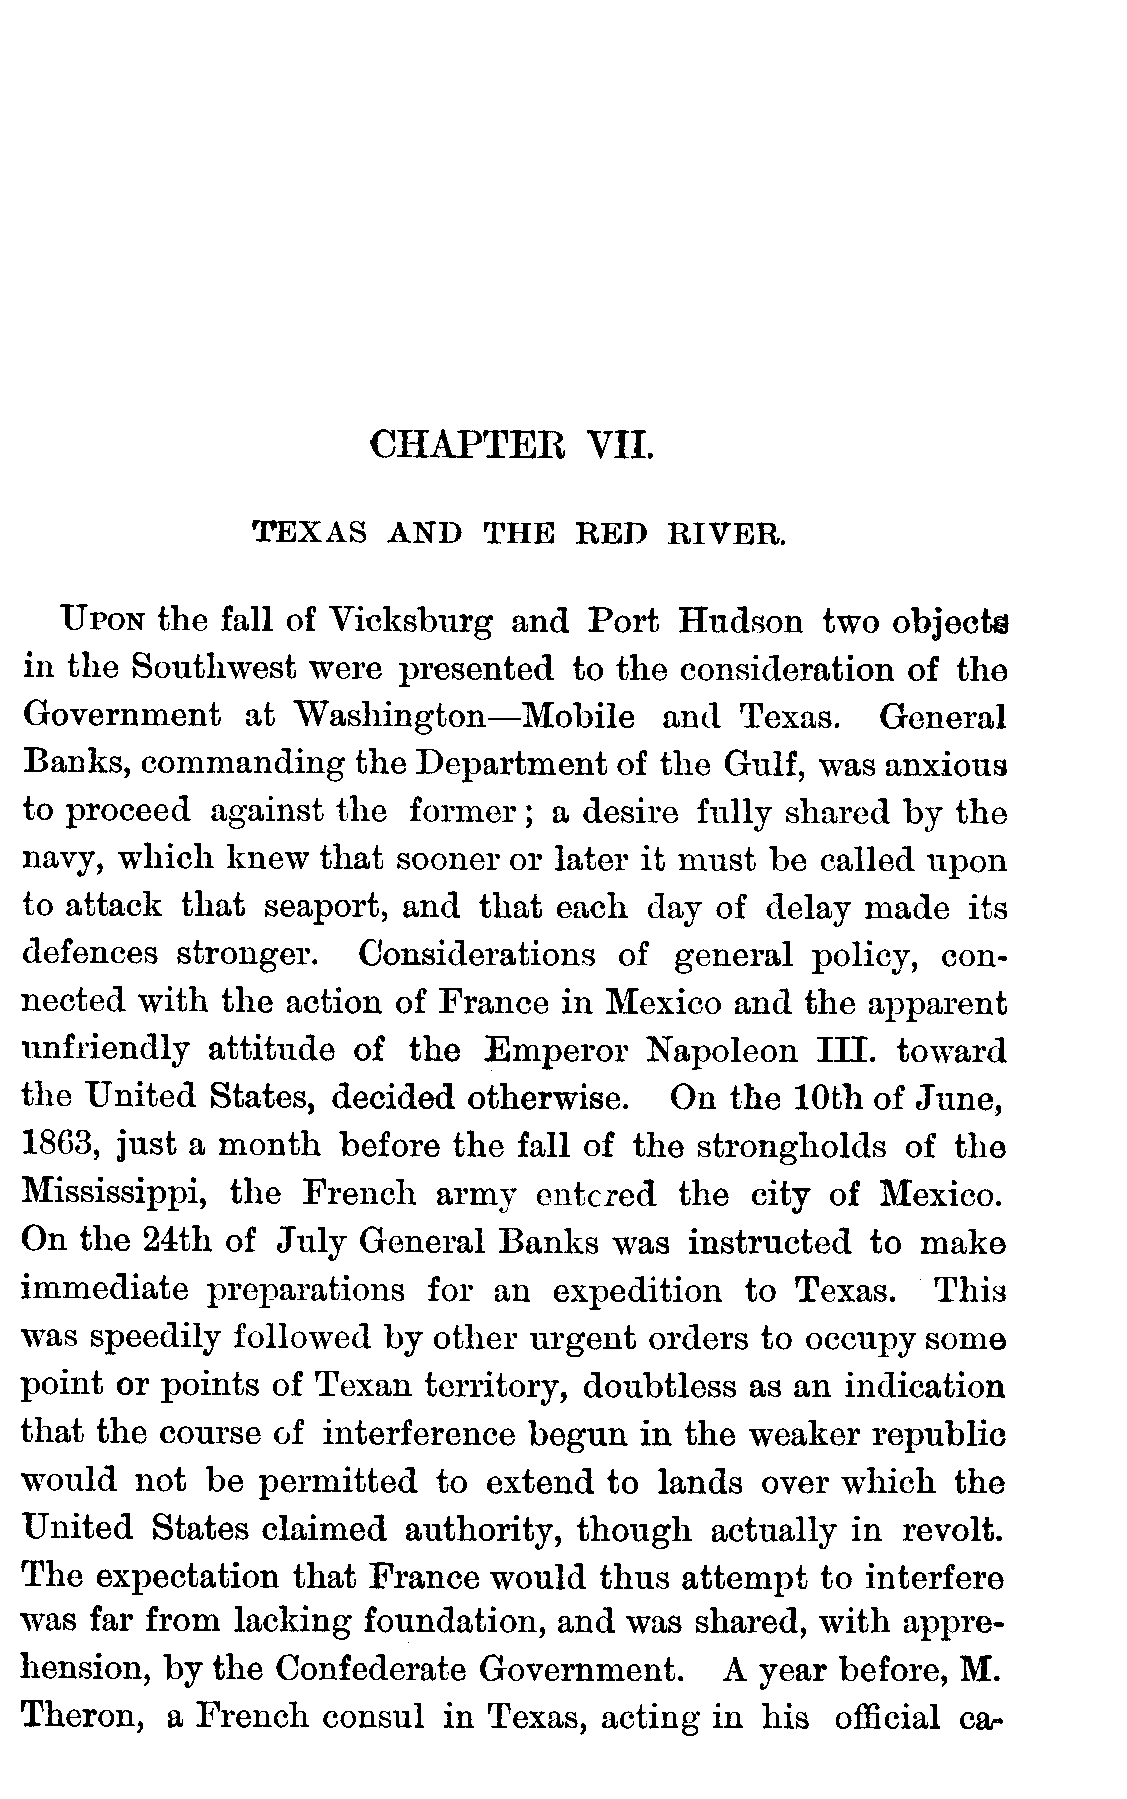 CHAPTER VII.
TEXAS AND THE RED RIVER.
UPON the fall of Vicksburg and Port Hudson two objects
in the Southwest were presented to the consideration of the
Government at Washington—Mobile and Texas. General
Banks, commanding the Department of the Gulf, was anxious
to proceed against the former; a desire fully shared by the
navy, which knew that sooner or later it must be called upon
to attack that seaport, and that each day of delay made its
defences stronger. Considerations of general policy, con-
nected with the action of France in Mexico and the apparent
unfriendly attitude of the Emperor Napoleon III. toward
the United States, decided otherwise. On the 10th of June,
1863, just a month before the fall of the strongholds of the
Mississippi, the French army entered the city of Mexico.
On the 24th of July General Banks was instructed to make
immediate preparations for an expedition to Texas. This
was speedily followed by other urgent orders to occupy some
point or points of Texan territory, doubtless as an indication
that the course of interference begun in the weaker republic
would not be permitted to extend to lands over which the
United States claimed authority, though actually in revolt.
The expectation that France would thus attempt to interfere
was far from lacking foundation, and was shared, with appre-
hension, by the Confederate Government. A year before, M.
Theron, a French consul in Texas, acting in his official ca-